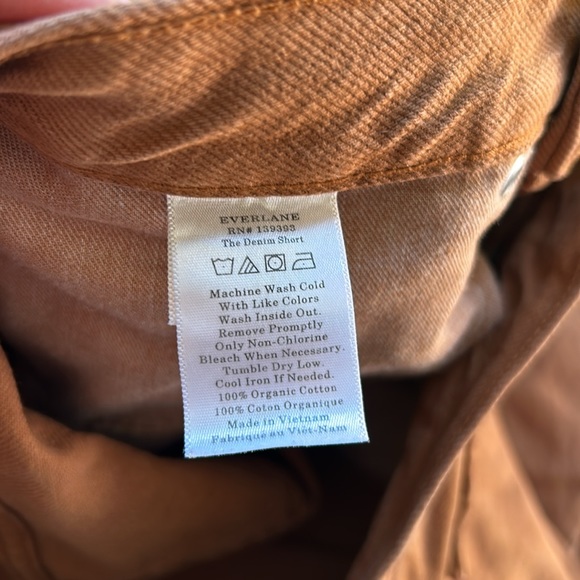 EVERLANE
RN# 139393
The Denim Short
Machine Wash Cold
With Like Colors
Wash Inside Out.
Remove Promptly
Only Non-Chlorine
Bleach When Necessary.
Tumble Dry Low.
Cool Iron If Needed.
100% Organic Cotton
100% Coton Organique
Made in Vietnam
Fabrique au Viet-Nam